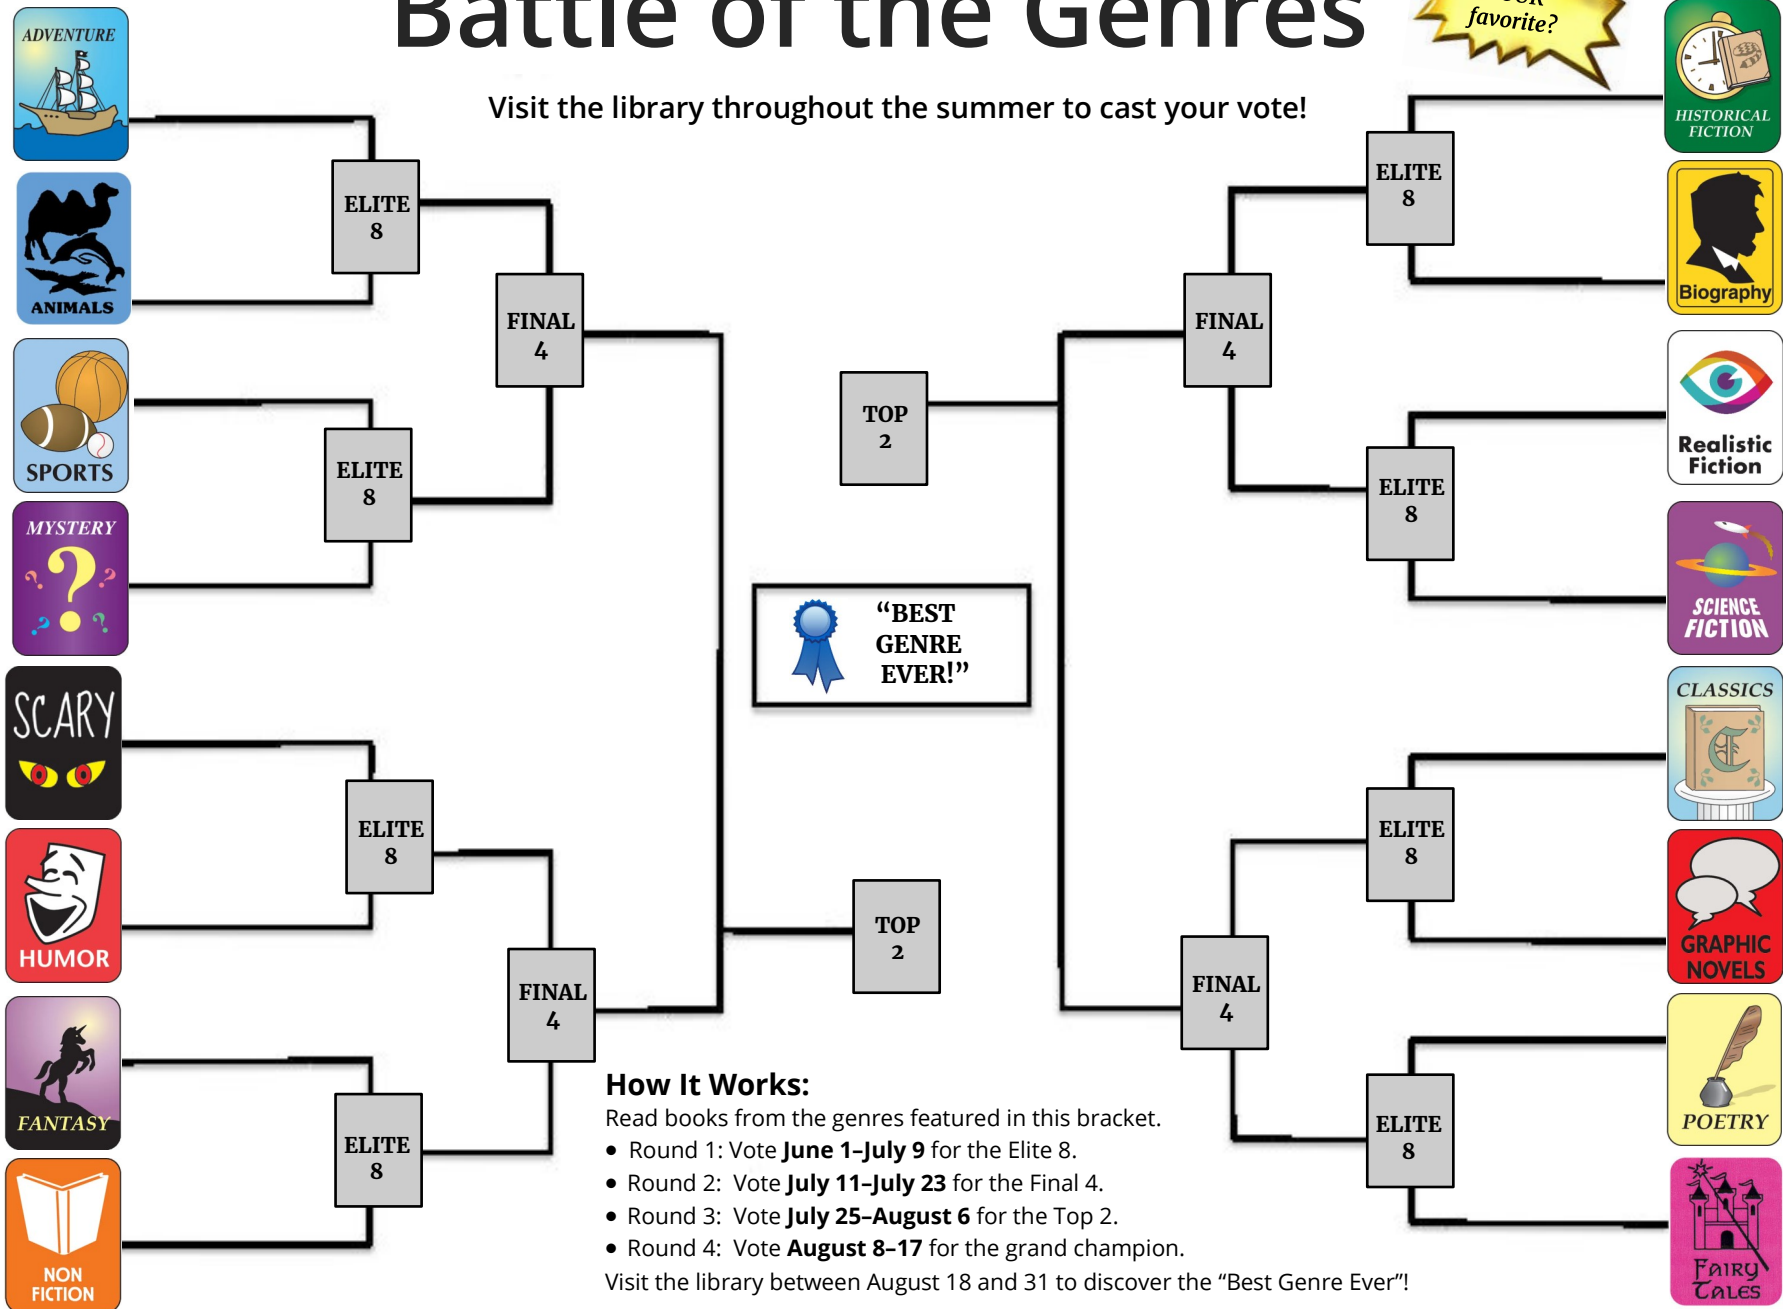 Battle of the Genres
favorite?
Visit the library throughout the summer to cast your vote!
ADVENTURE
ANIMALS
SPORTS
MYSTERY
?
? ?
? ?
SCARY
HUMOR
FANTASY
NON
FICTION
ELITE
8
ELITE
8
ELITE
8
ELITE
8
FINAL
4
FINAL
4
TOP
2
“BEST
GENRE
EVER!”
TOP
2
FINAL
4
FINAL
4
ELITE
8
ELITE
8
ELITE
8
ELITE
8
HISTORICAL
FICTION
Biography
Realistic
Fiction
SCIENCE
FICTION
CLASSICS
C
GRAPHIC
NOVELS
POETRY
FAIRY
TALES
How It Works:
Read books from the genres featured in this bracket.
• Round 1: Vote June 1–July 9 for the Elite 8.
• Round 2: Vote July 11–July 23 for the Final 4.
• Round 3: Vote July 25–August 6 for the Top 2.
• Round 4: Vote August 8–17 for the grand champion.
Visit the library between August 18 and 31 to discover the “Best Genre Ever”!